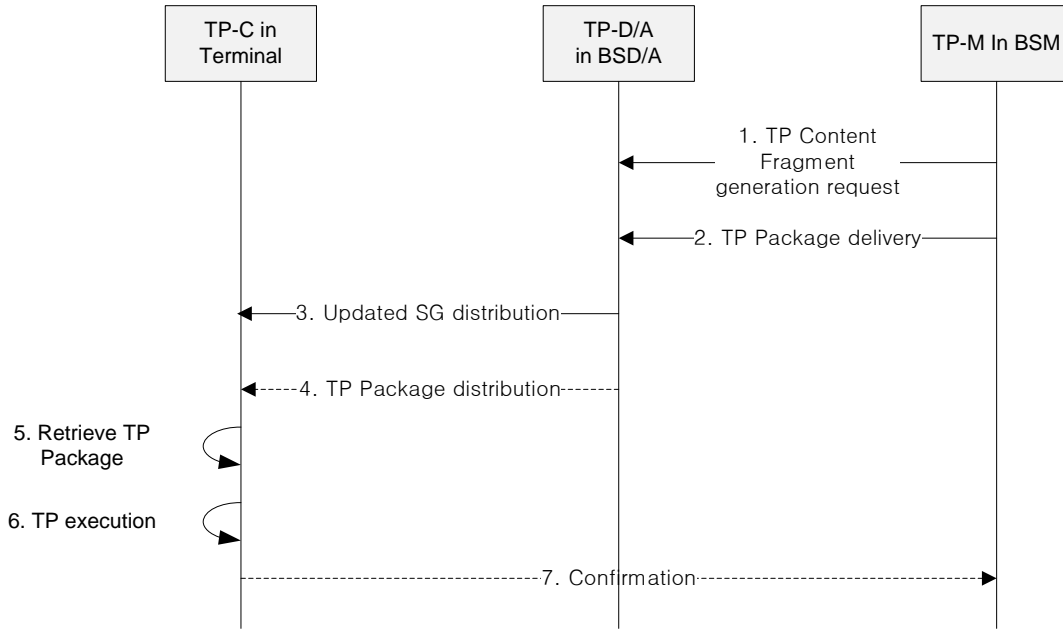 TP-C in
Terminal
TP-D/A
in BSD/A
TP-M In BSM
1. TP Content
Fragment
generation request
2. TP Package delivery
3. Updated SG distribution
4. TP Package distribution
5. Retrieve TP
Package
6. TP execution
7. Confirmation